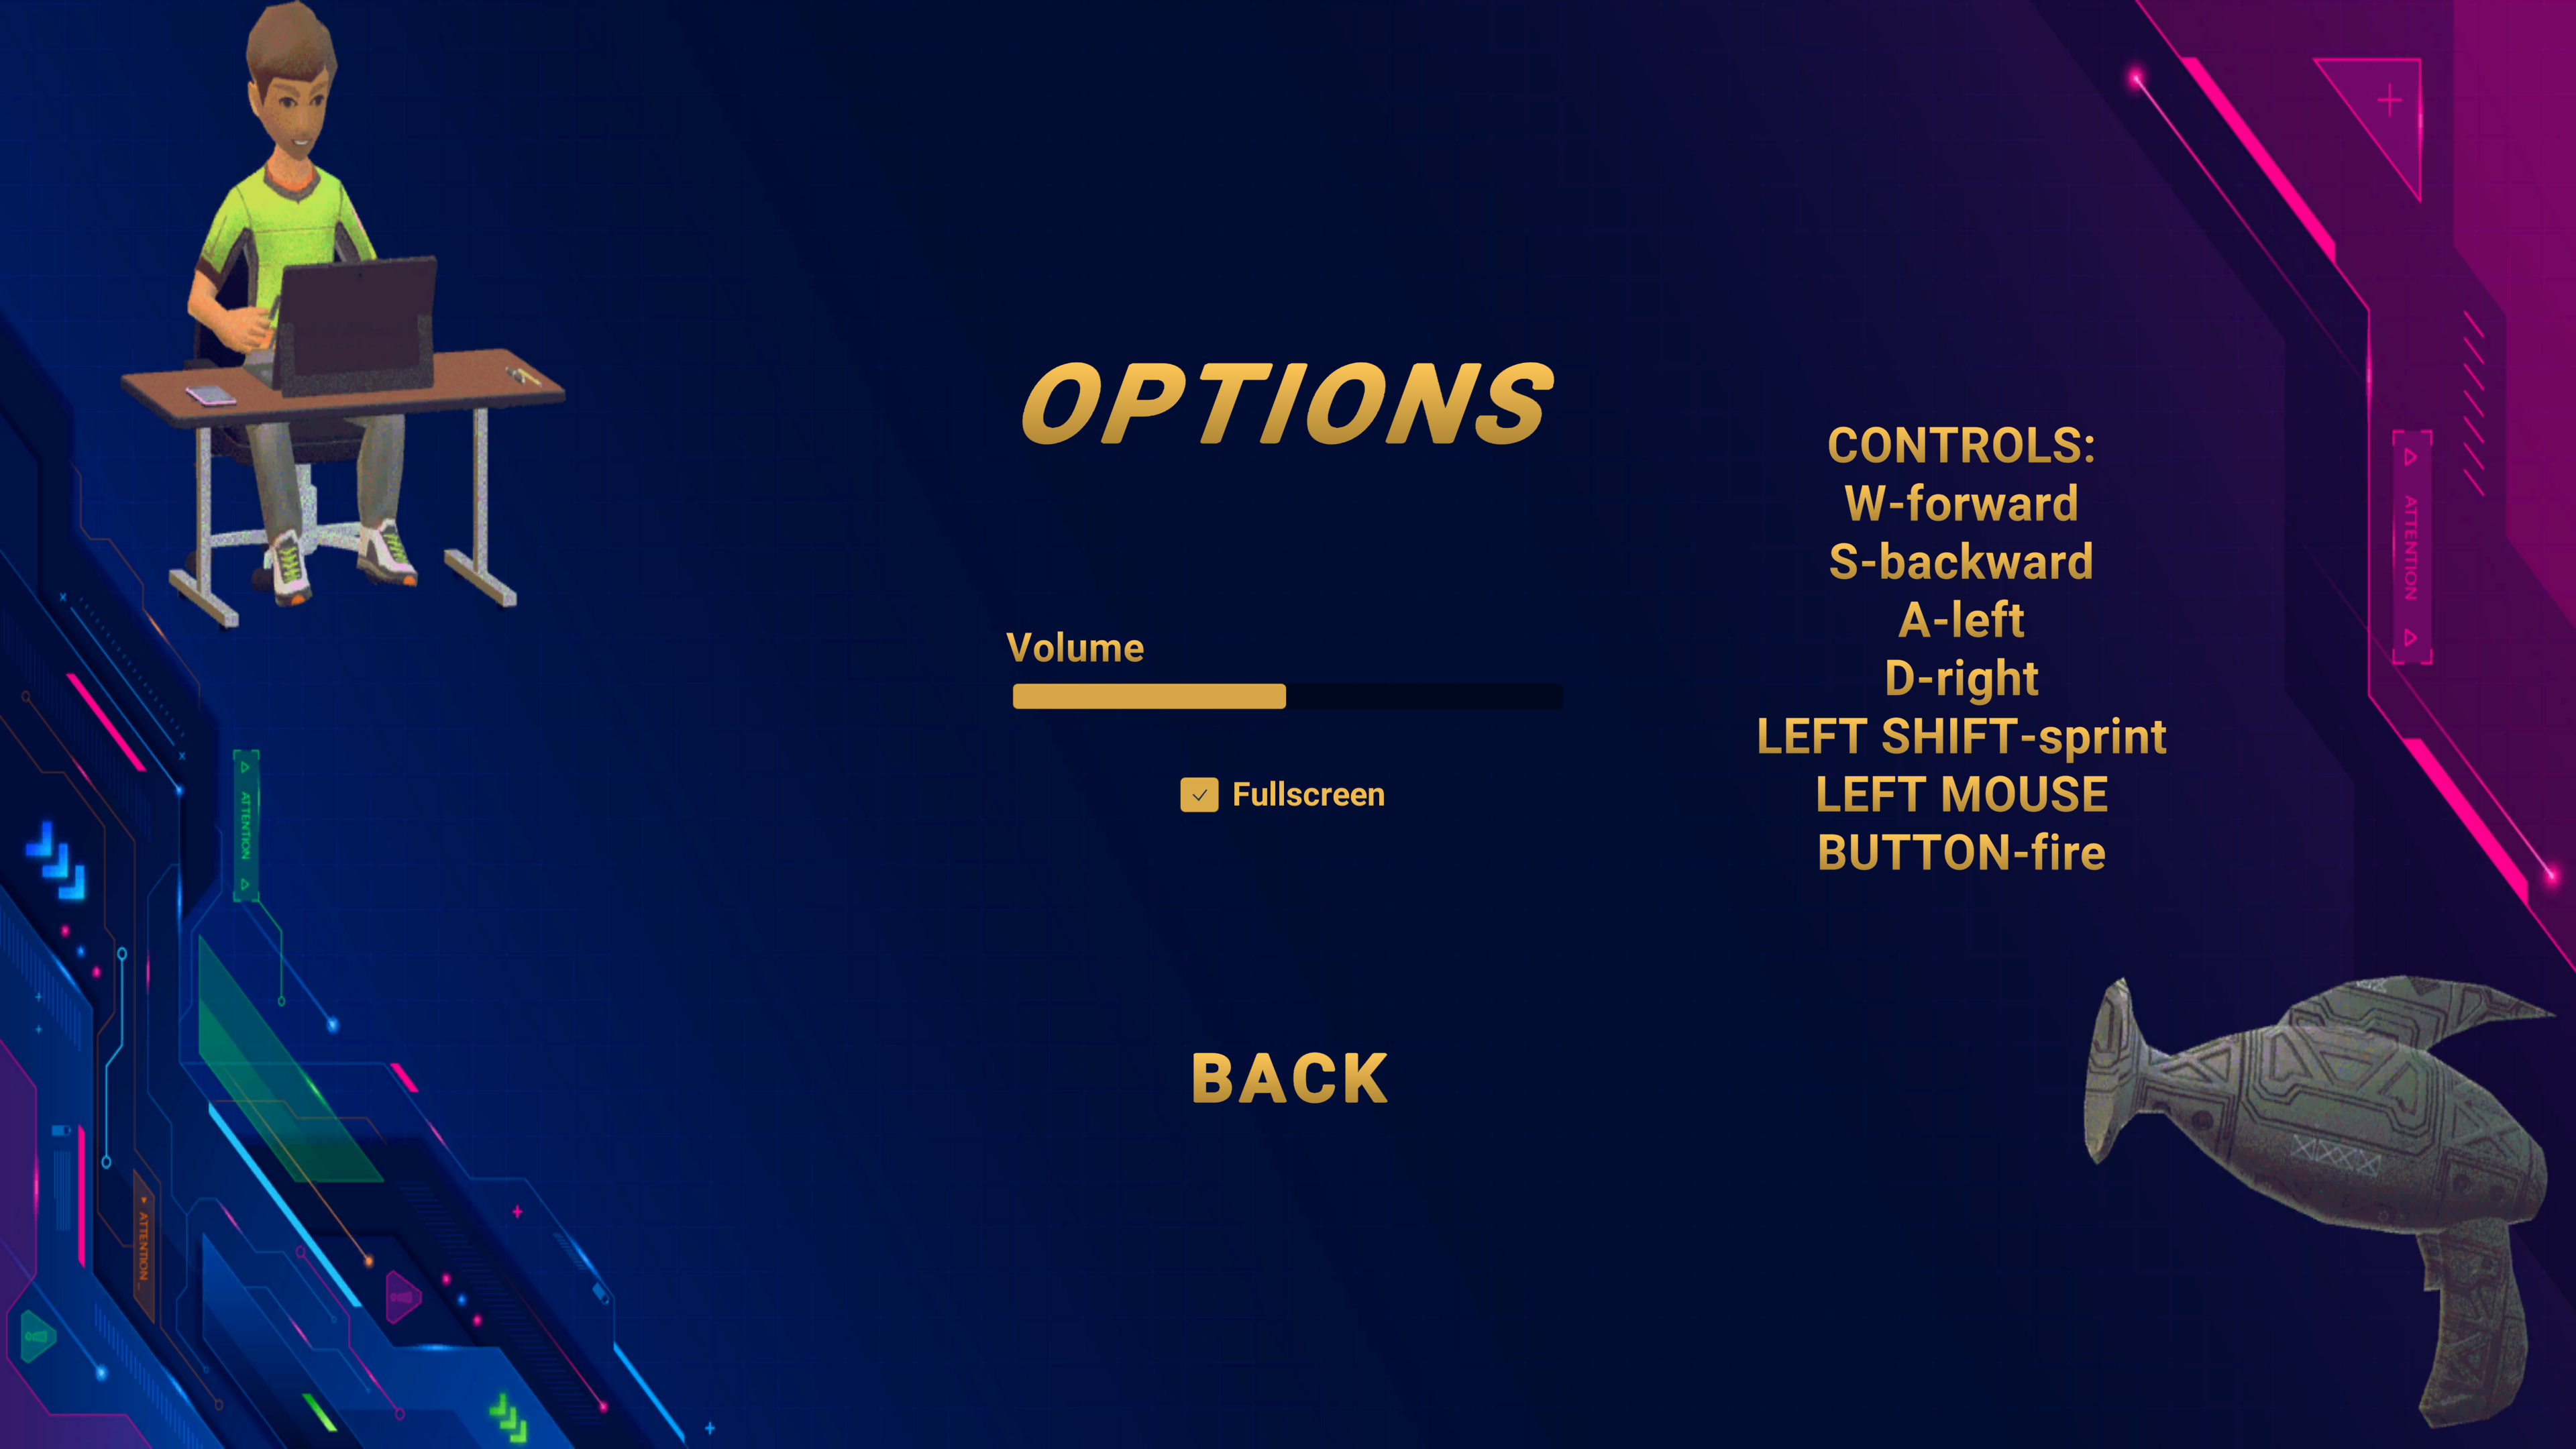 OPTIONS
Volume
Fullscreen
BACK
CONTROLS:
W-forward
S-backward
A-left
D-right
LEFT SHIFT-sprint
LEFT MOUSE
BUTTON-fire
ATTENTION
ATTENTION
ATTENTION